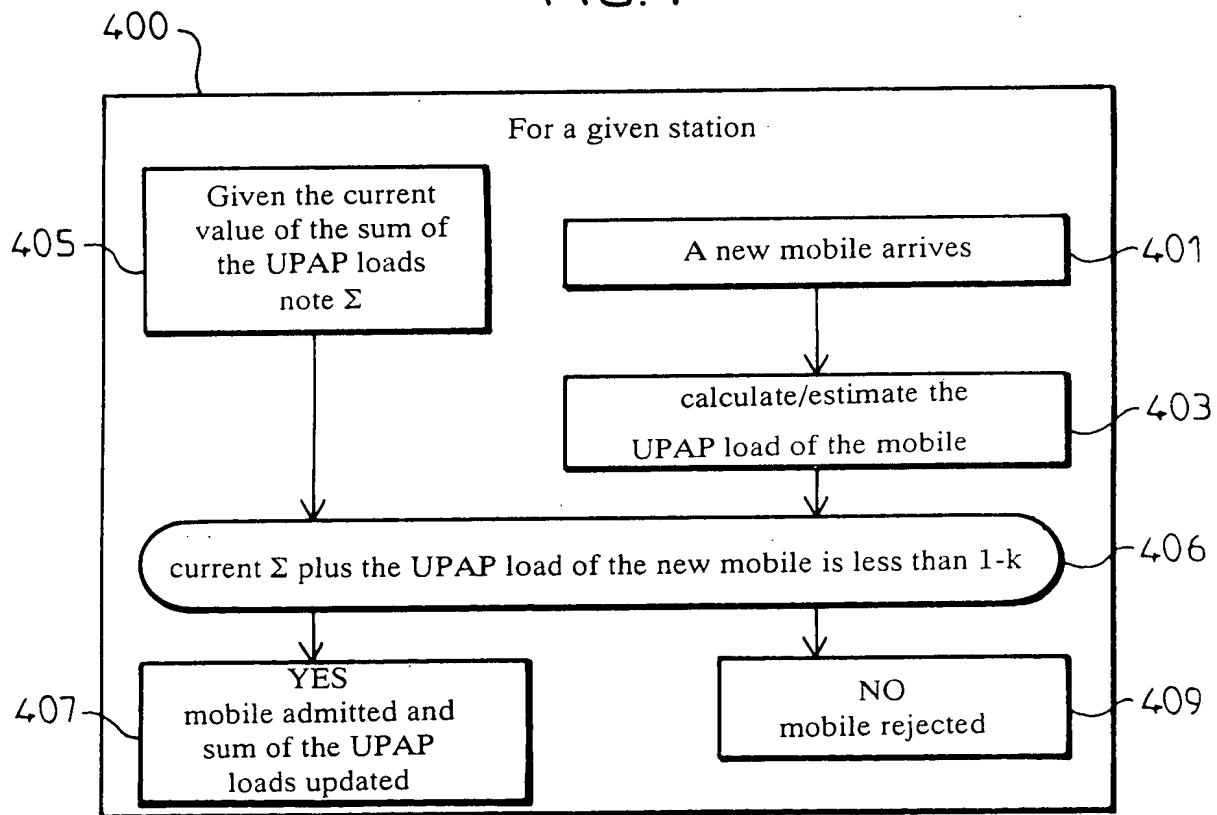 400
For a given station
Given the current
value of the sum of
the UPAP loads
note Σ
405
A new mobile arrives
401
calculate/estimate the
UPAP load of the mobile
403
current Σ plus the UPAP load of the new mobile is less than 1-k
406
YES
mobile admitted and
sum of the UPAP
loads updated
407
NO
mobile rejected
409